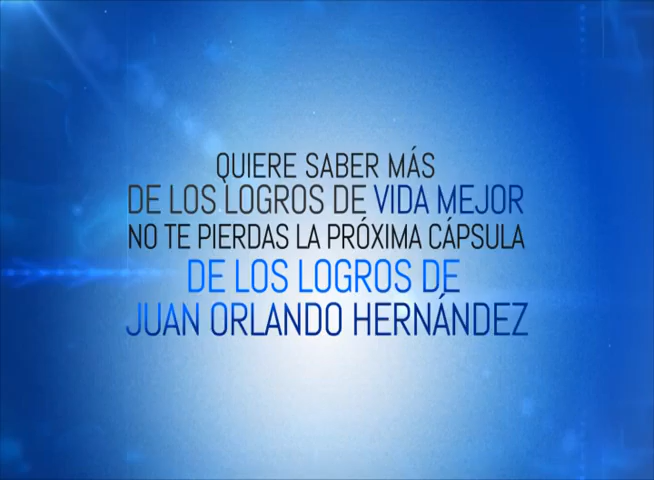 QUIERE SABER MÁS
DE LOS LOGROS DE VIDA MEJOR
NO TE PIERDAS LA PRÓXIMA CÁPSULA
DE LOS LOGROS DE
JUAN ORLANDO HERNÁNDEZ